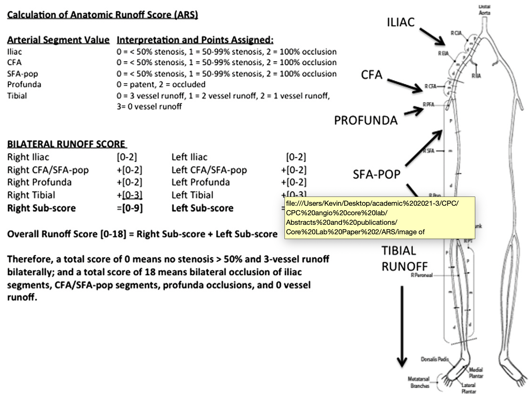 Calculation of Anatomic Runoff Score (ARS)
Arterial Segment Value Interpretation and Points Assigned:
Iliac 0 = < 50% stenosis, 1 = 50-99% stenosis, 2 = 100% occlusion
CFA 0 = < 50% stenosis, 1 = 50-99% stenosis, 2 = 100% occlusion
SFA-pop 0 = < 50% stenosis, 1 = 50-99% stenosis, 2 = 100% occlusion
Profunda 0 = patent, 2 = occluded
Tibial 0 = 3 vessel runoff, 1 = 2 vessel runoff, 2 = 1 vessel runoff,
3= 0 vessel runoff
BILATERAL RUNOFF SCORE
Right Iliac [0-2] Left Iliac [0-2]
Right CFA/SFA-pop +[0-2] Left CFA/SFA-pop +[0-2]
Right Profunda +[0-2] Left Profunda +[0-2]
Right Tibial +[0-3] Left Tibial +[0-3]
Right Sub-score =[0-9] Left Sub-score
Overall Runoff Score [0-18] = Right Sub-score + Left Sub-score
Therefore, a total score of 0 means no stenosis > 50% and 3-vessel runoff
bilaterally; and a total score of 18 means bilateral occlusion of iliac
segments, CFA/SFA-pop segments, profunda occlusions, and 0 vessel
runoff.
file:///Users/Kevin/Desktop/academic%202021-3/CPC/
CPC%20angio%20core%20lab/
Abstracts%20and%20publications/
Core%20Lab%20Paper%202/ARS/image of
ILIAC
CFA
PROFUNDA
SFA-POP
TIBIAL
RUNOFF
Aorta
R CIA
R EIA
R IIA
R CFA
R PFA
R SFA
R Peroneal
Dorsalis Pedis
Metatarsal
Branches
Medial
Plantar
Lateral
Plantar